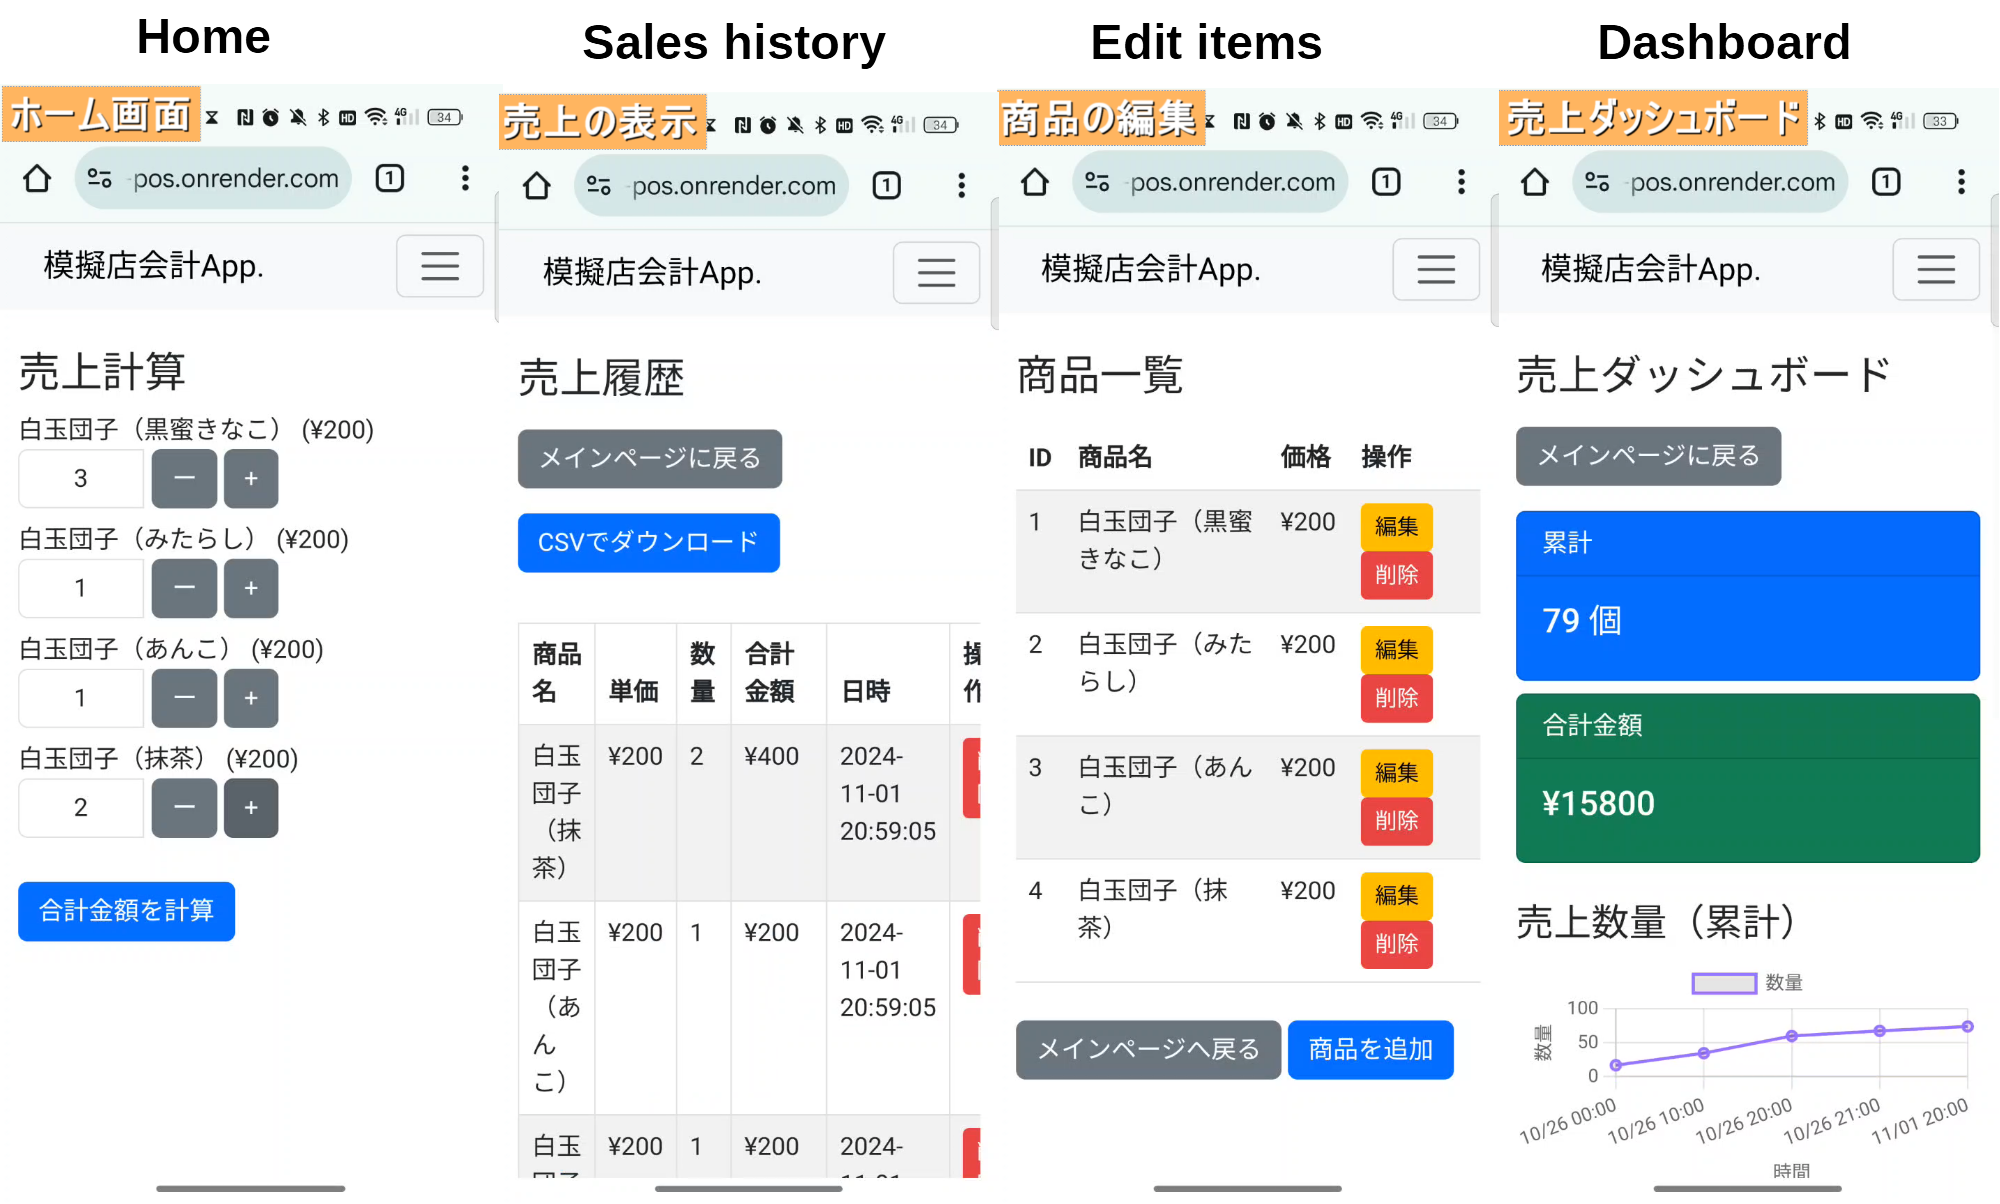 Home
ホーム画面
4G
34
-pos.onrender.com
1
模擬店会計App.
売上計算
白玉団子（黒蜜きなこ） (¥200)
3
－
+
白玉団子（みたらし） (¥200)
1
－
+
白玉団子（あんこ） (¥200)
1
－
+
白玉団子（抹茶） (¥200)
2
－
+
合計金額を計算
Sales history
売上の表示
HD
4G
34
-pos.onrender.com
1
模擬店会計App.
売上履歴
メインページに戻る
CSVでダウンロード
商品名 単価 数量 合計金額 日時 操作
白玉団子（抹茶） ¥200 2 ¥400 2024-11-01 20:59:05
白玉団子（あんこ） ¥200 1 ¥200 2024-11-01 20:59:05
白玉 ¥200 1 ¥200 2024-
Edit items
商品の編集
HD
4G
34
-pos.onrender.com
1
模擬店会計App.
商品一覧
ID 商品名 価格 操作
1 白玉団子（黒蜜きなこ） ¥200 編集
削除
2 白玉団子（みたらし） ¥200 編集
削除
3 白玉団子（あんこ） ¥200 編集
削除
4 白玉団子（抹茶） ¥200 編集
削除
メインページへ戻る 商品を追加
Dashboard
売上ダッシュボード
HD
4G
33
-pos.onrender.com
1
模擬店会計App.
売上ダッシュボード
メインページに戻る
累計
79 個
合計金額
¥15800
売上数量（累計）
数量
100
50
0
数量
10/26 00:00
10/26 10:00
10/26 20:00
10/26 21:00
11/01 20:00
時間